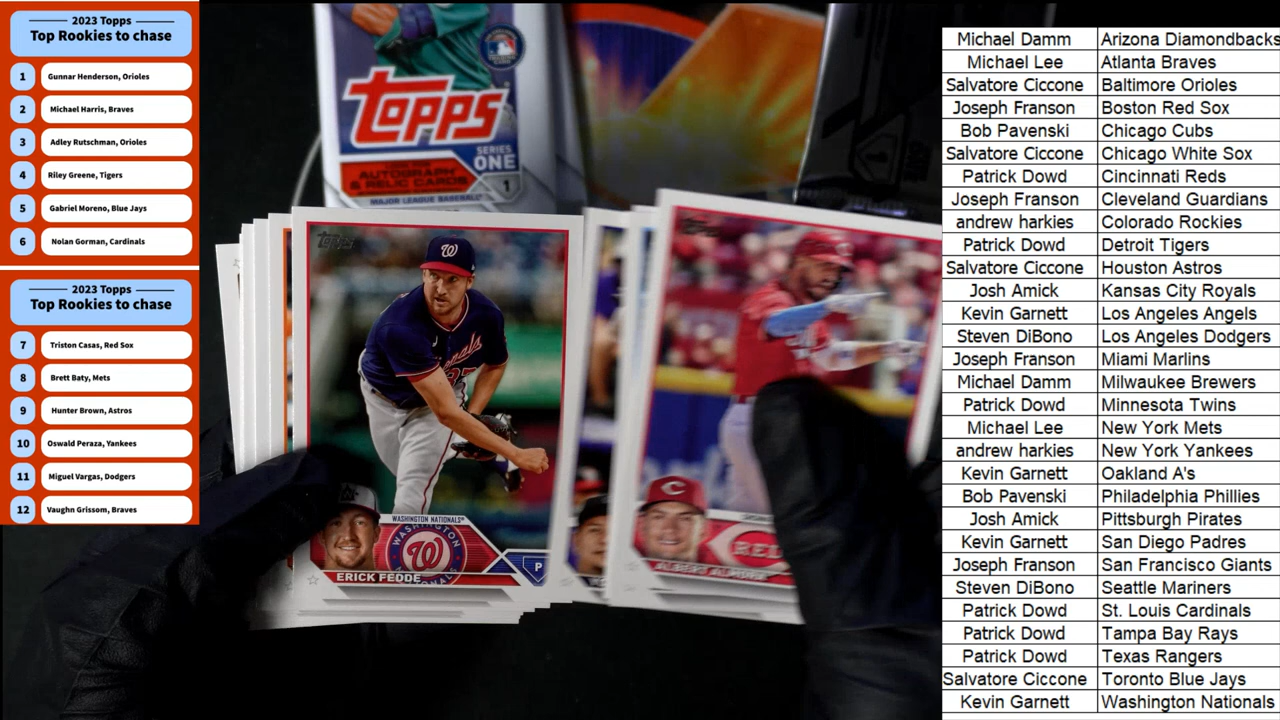 2023 Topps
Top Rookies to chase
1 Gunnar Henderson, Orioles
2 Michael Harris, Braves
3 Adley Rutschman, Orioles
4 Riley Greene, Tigers
5 Gabriel Moreno, Blue Jays
6 Nolan Gorman, Cardinals
2023 Topps
Top Rookies to chase
7 Triston Casas, Red Sox
8 Brett Baty, Mets
9 Hunter Brown, Astros
10 Oswald Peraza, Yankees
11 Miguel Vargas, Dodgers
12 Vaughn Grissom, Braves
topps
SERIES
ONE
AUTOGRAPH
& RELIC CARDS
1
MAJOR LEAGUE BASEBALL
Topps
W
WASHINGTON NATIONALS
WASHINGTON
W
NATIONALS
P
ERICK FEDDE
C
REDS
ALBERT ALMORA
Michael Damm Arizona Diamondbacks
Michael Lee Atlanta Braves
Salvatore Ciccone Baltimore Orioles
Joseph Franson Boston Red Sox
Bob Pavenski Chicago Cubs
Salvatore Ciccone Chicago White Sox
Patrick Dowd Cincinnati Reds
Joseph Franson Cleveland Guardians
andrew harkies Colorado Rockies
Patrick Dowd Detroit Tigers
Salvatore Ciccone Houston Astros
Josh Amick Kansas City Royals
Kevin Garnett Los Angeles Angels
Steven DiBono Los Angeles Dodgers
Joseph Franson Miami Marlins
Michael Damm Milwaukee Brewers
Patrick Dowd Minnesota Twins
Michael Lee New York Mets
andrew harkies New York Yankees
Kevin Garnett Oakland A's
Bob Pavenski Philadelphia Phillies
Josh Amick Pittsburgh Pirates
Kevin Garnett San Diego Padres
Joseph Franson San Francisco Giants
Steven DiBono Seattle Mariners
Patrick Dowd St. Louis Cardinals
Patrick Dowd Tampa Bay Rays
Patrick Dowd Texas Rangers
Salvatore Ciccone Toronto Blue Jays
Kevin Garnett Washington Nationals